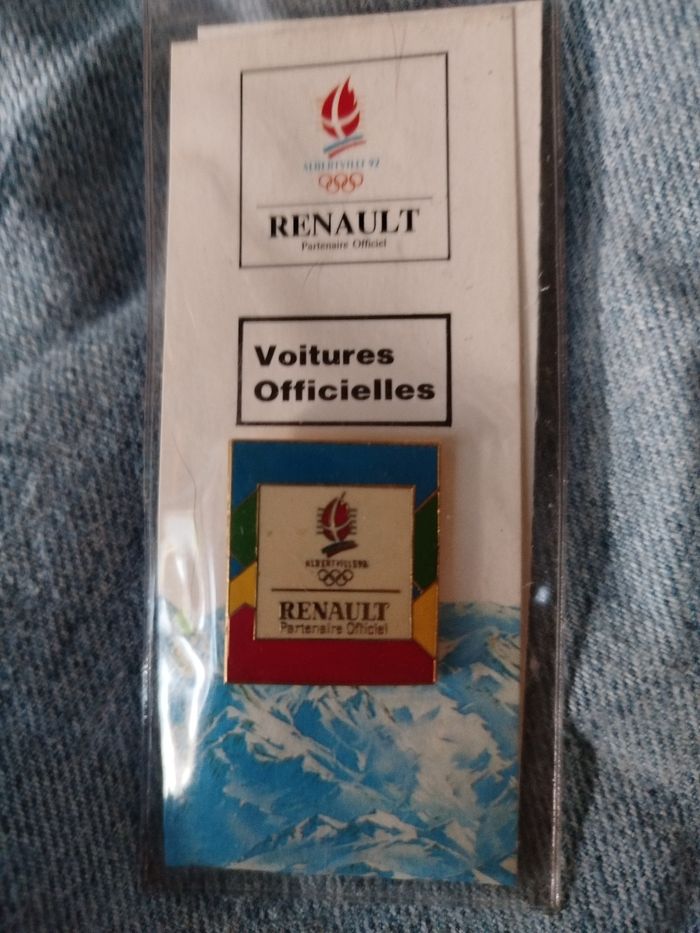 ALBERTVILLE 92
RENAULT
Partenaire Officiel
Voitures
Officielles
ALBERTVILLE 92
RENAULT
Partenaire Officiel